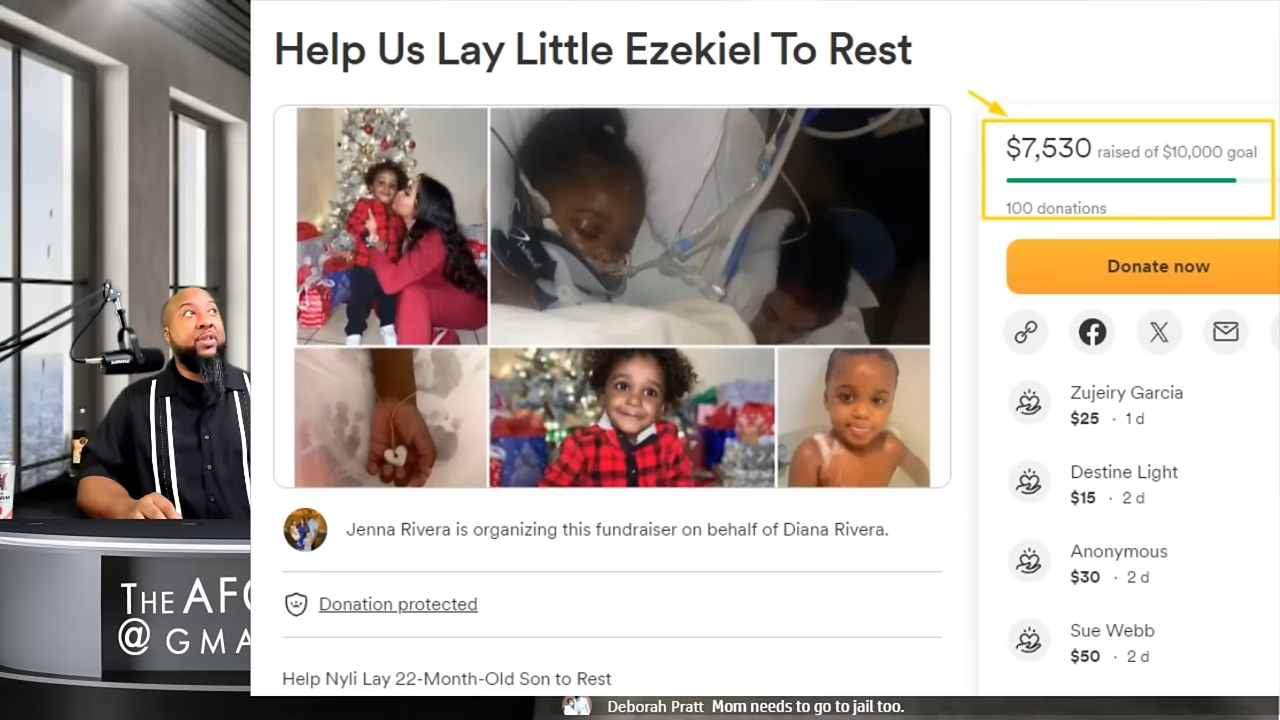 Help Us Lay Little Ezekiel To Rest
$7,530 raised of $10,000 goal
100 donations
Donate now
Zujeiry Garcia
$25 · 1 d
Destine Light
$15 · 2 d
Anonymous
$30 · 2 d
Sue Webb
$50 · 2 d
Jenna Rivera is organizing this fundraiser on behalf of Diana Rivera.
Donation protected
Help Nyli Lay 22-Month-Old Son to Rest
THE AFC
@ GMA
Deborah Pratt Mom needs to go to jail too.